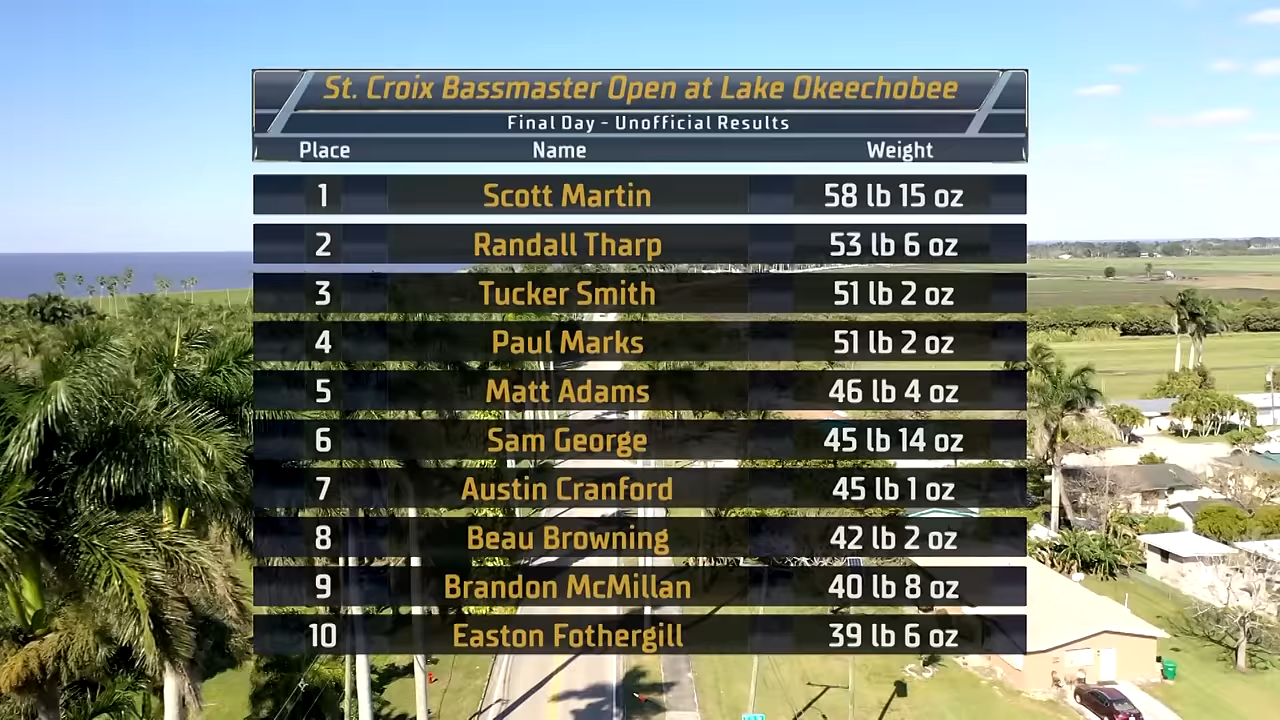 St. Croix Bassmaster Open at Lake Okeechobee
Final Day - Unofficial Results
Place Name Weight
1 Scott Martin 58 lb 15 oz
2 Randall Tharp 53 lb 6 oz
3 Tucker Smith 51 lb 2 oz
4 Paul Marks 51 lb 2 oz
5 Matt Adams 46 lb 4 oz
6 Sam George 45 lb 14 oz
7 Austin Cranford 45 lb 1 oz
8 Beau Browning 42 lb 2 oz
9 Brandon McMillan 40 lb 8 oz
10 Easton Fothergill 39 lb 6 oz